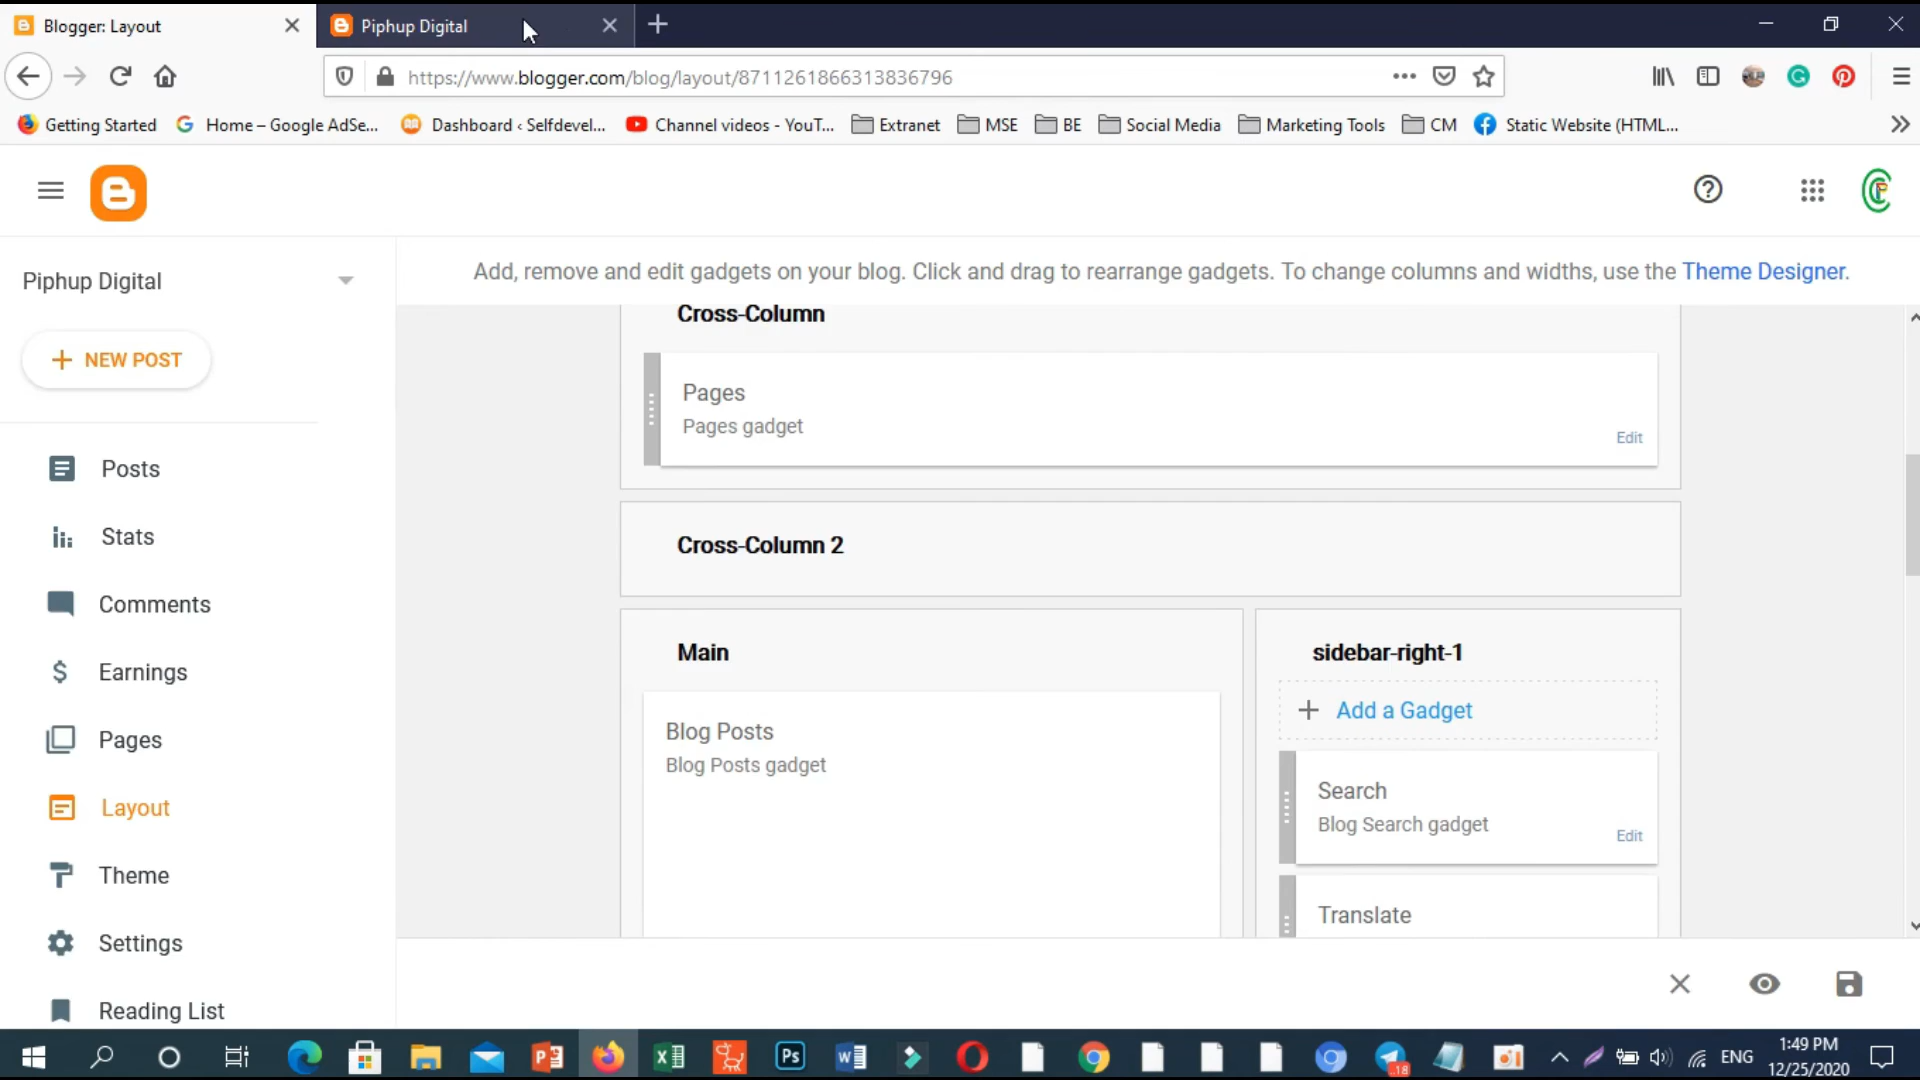 Blogger: Layout
Piphup Digital
https://www.blogger.com/blog/layout/8711261866313836796
Getting Started
Home – Google AdSe...
Dashboard ‹ Selfdevel...
Channel videos - YouT...
Extranet
MSE
BE
Social Media
Marketing Tools
CM
Static Website (HTML...
Piphup Digital
Add, remove and edit gadgets on your blog. Click and drag to rearrange gadgets. To change columns and widths, use the Theme Designer.
NEW POST
Posts
Stats
Comments
Earnings
Pages
Layout
Theme
Settings
Reading List
Cross-Column
Pages
Pages gadget
Edit
Cross-Column 2
Main
Blog Posts
Blog Posts gadget
sidebar-right-1
Add a Gadget
Search
Blog Search gadget
Edit
Translate
18
ENG
1:49 PM
12/25/2020